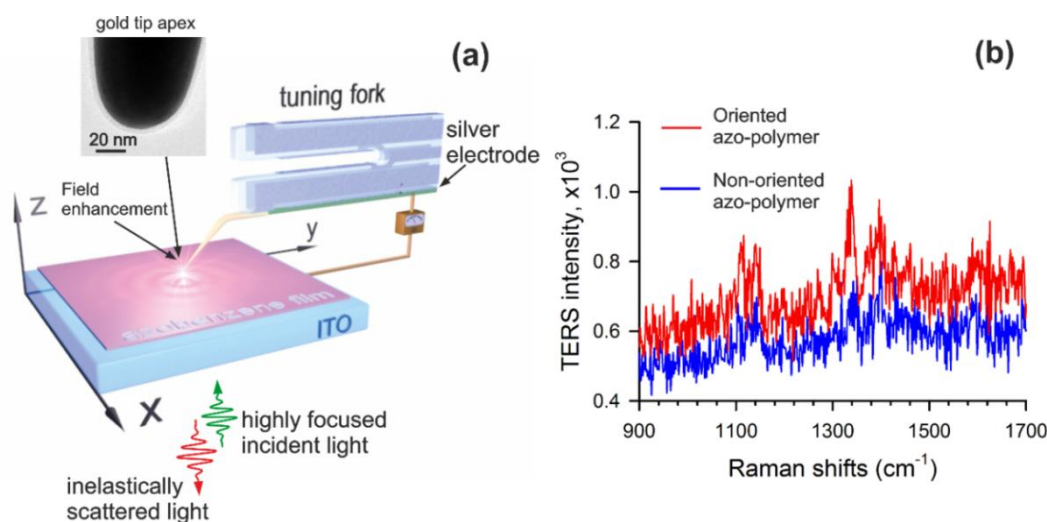 gold tip apex
20 nm
(a)
tuning fork
silver
electrode
Field
enhancement
Z
y
azobenzene film
ITO
X
highly focused
incident light
inelastically
scattered light
(b)
Oriented
azo-polymer
Non-oriented
azo-polymer
TERS intensity, x10³
1.2
1.0
0.8
0.6
0.4
900
1100
1300
1500
1700
Raman shifts (cm⁻¹)